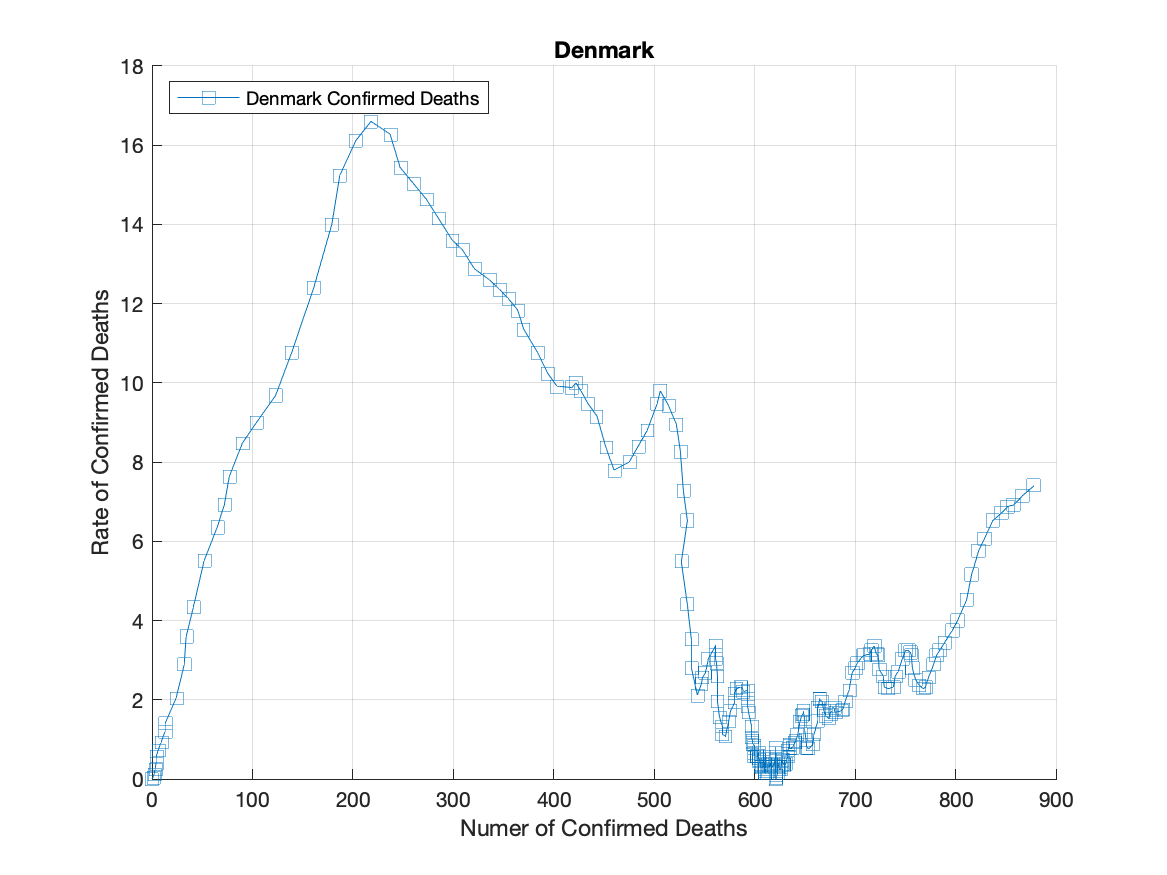 Denmark
18
Denmark Confirmed Deaths
16
14
12
10
8
6
4
2
0
Rate of Confirmed Deaths
0 100 200 300 400 500 600 700 800 900
Numer of Confirmed Deaths